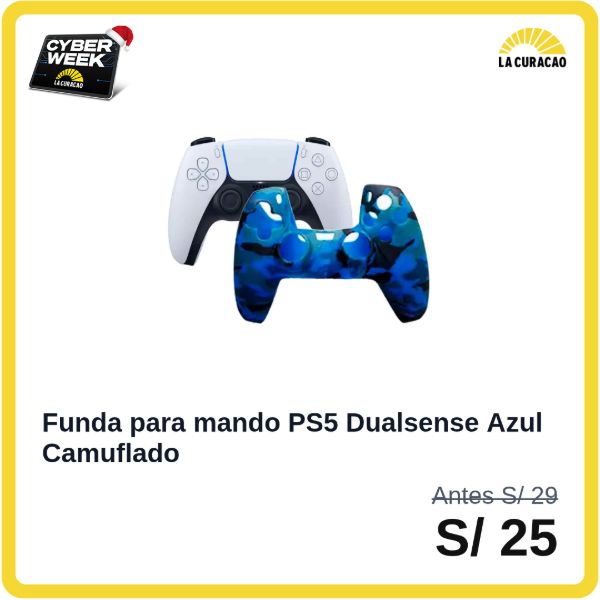 CYBER
WEEK
LA CURACAO
LA CURACAO
Funda para mando PS5 Dualsense Azul
Camuflado
Antes S/ 29
S/ 25